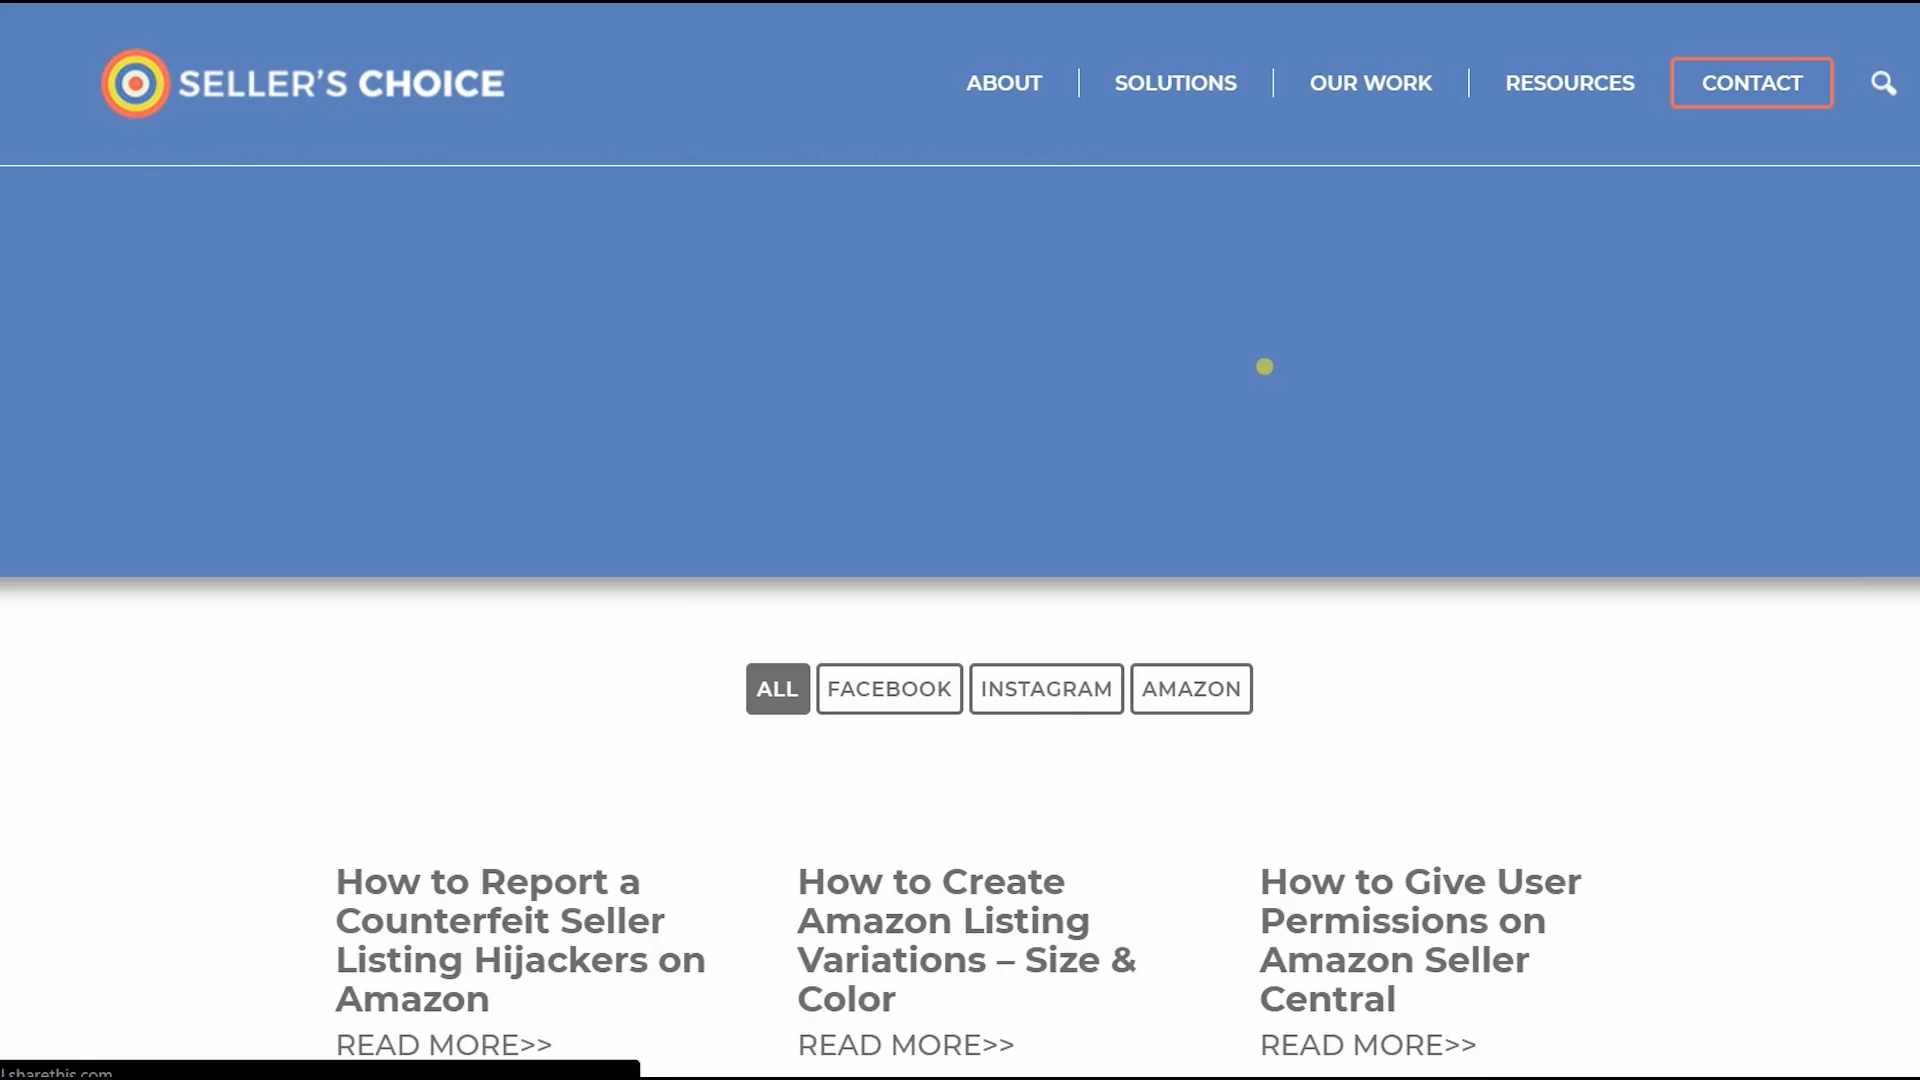 SELLER'S CHOICE
ABOUT
SOLUTIONS
OUR WORK
RESOURCES
CONTACT
ALL
FACEBOOK
INSTAGRAM
AMAZON
How to Report a
Counterfeit Seller
Listing Hijackers on
Amazon
READ MORE>>
How to Create
Amazon Listing
Variations – Size &
Color
READ MORE>>
How to Give User
Permissions on
Amazon Seller
Central
READ MORE>>
l.sharethis.com